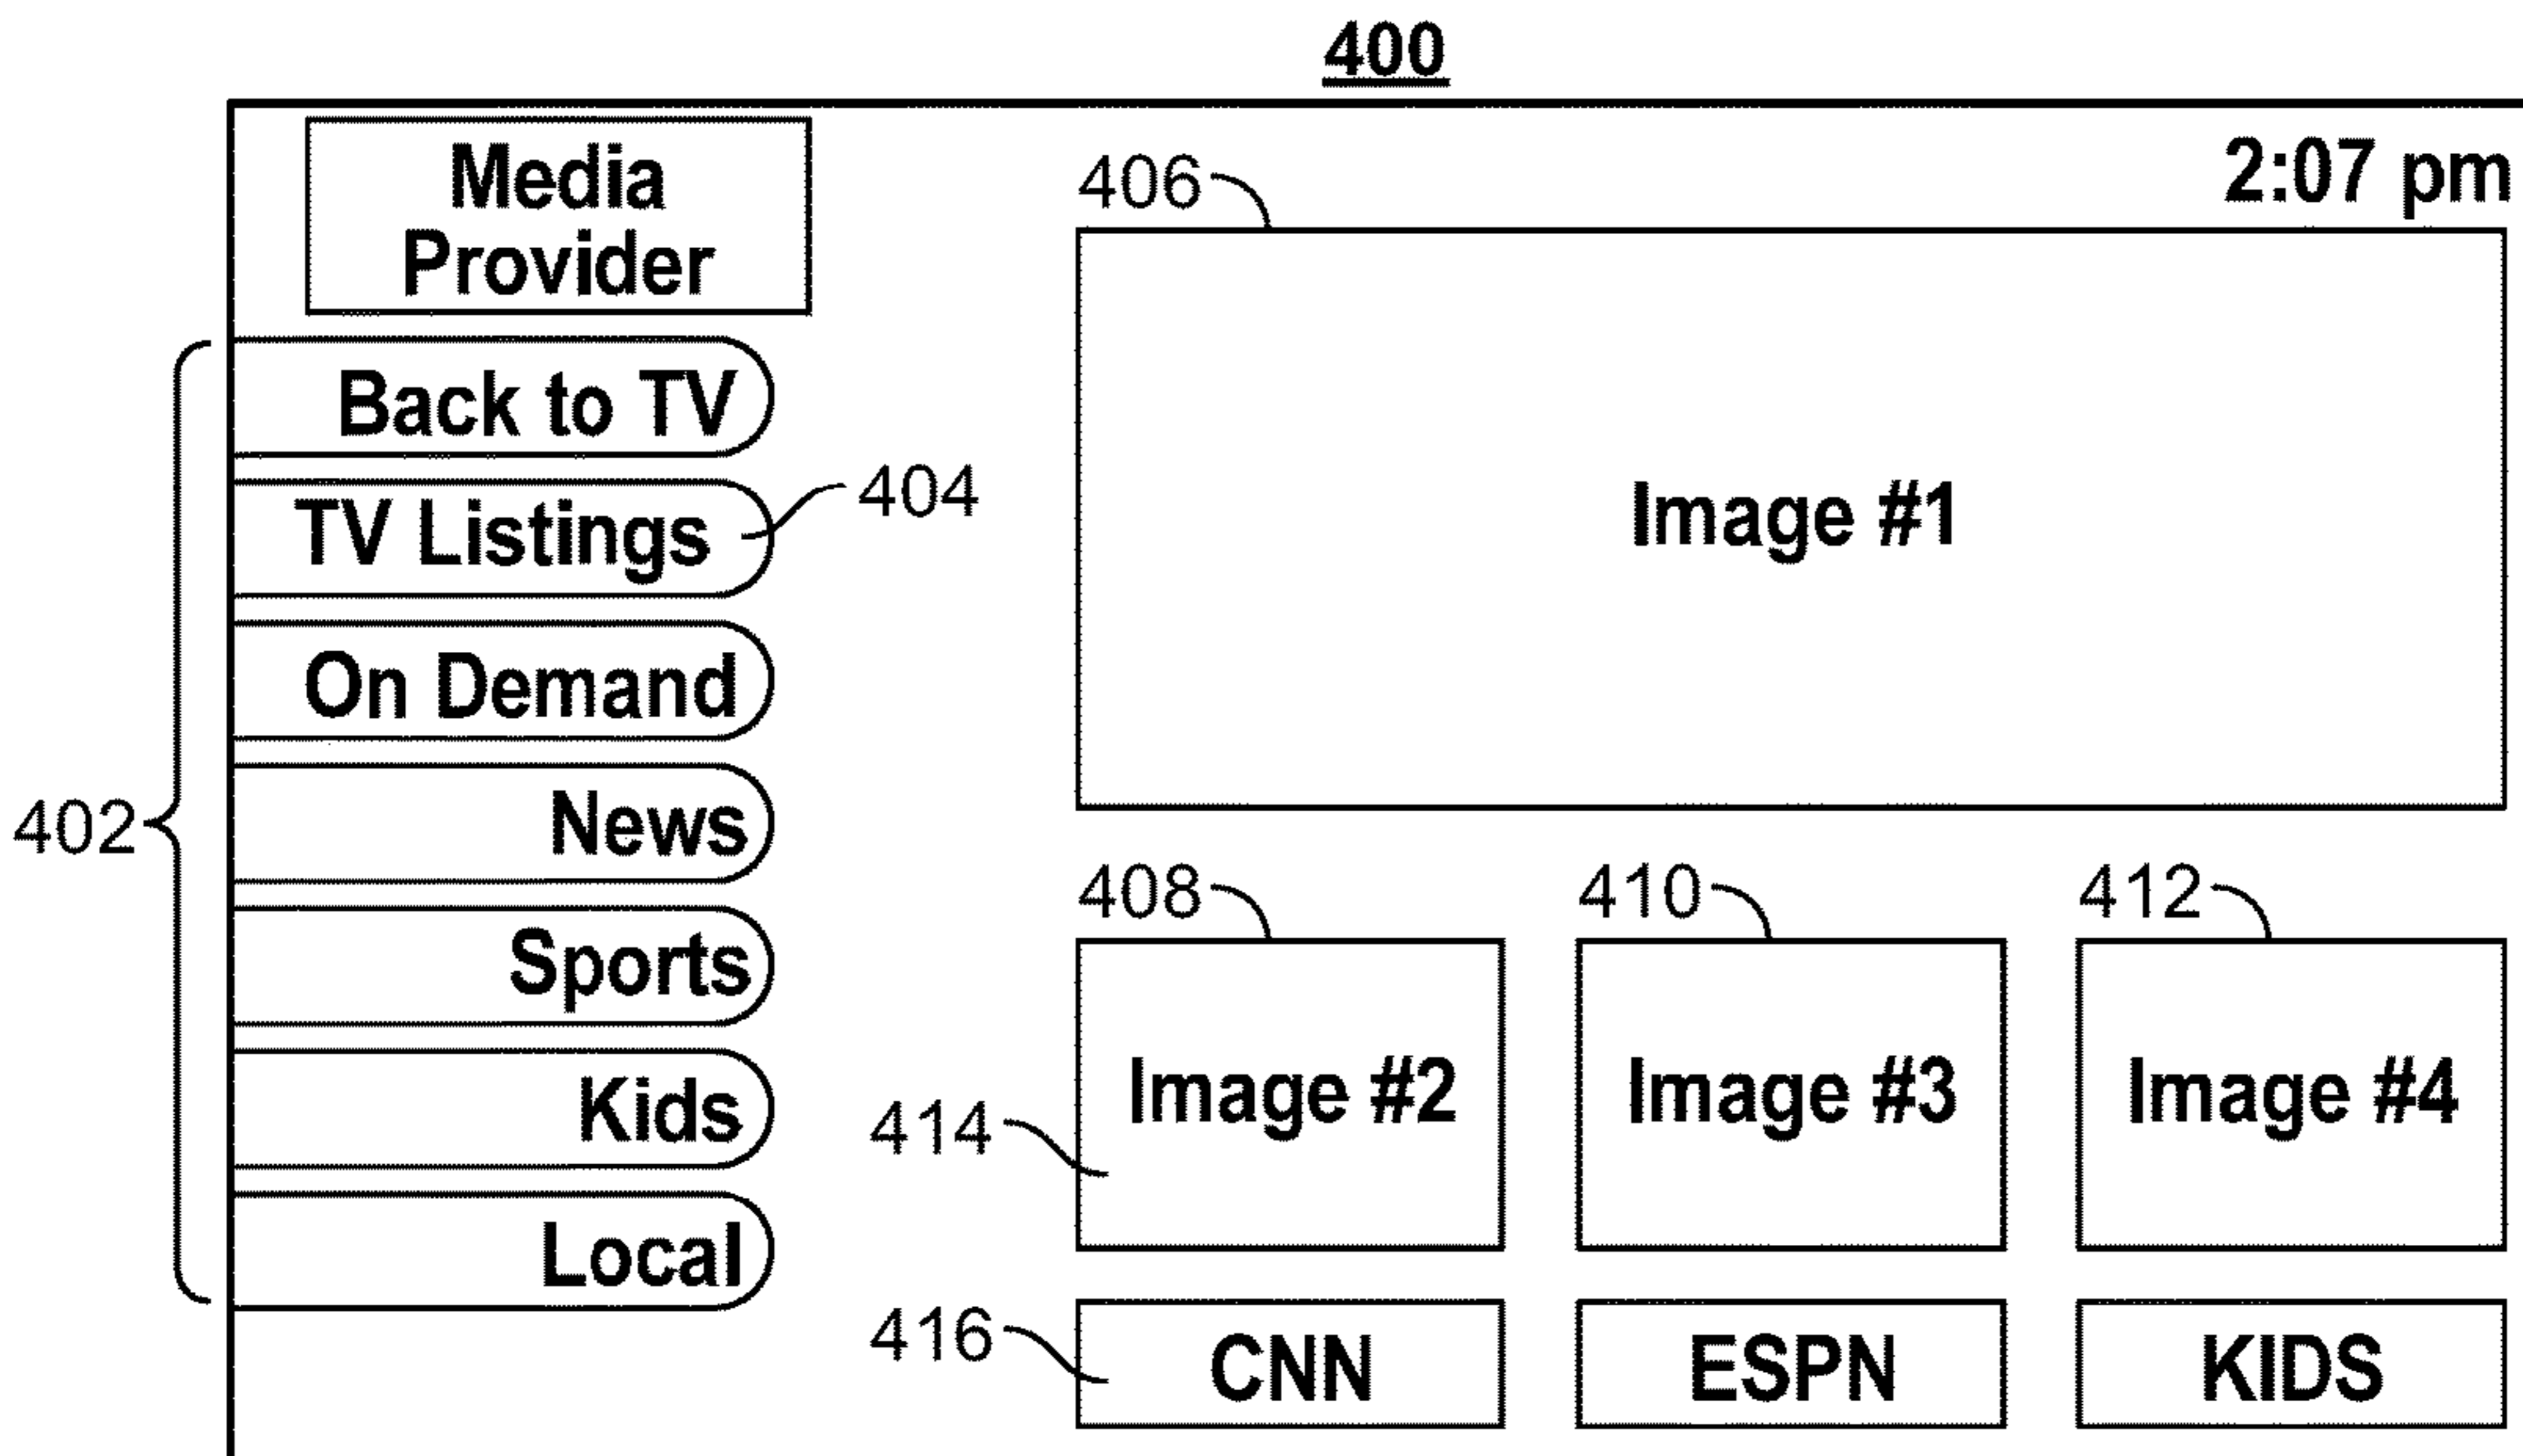 400
Media
Provider
2:07 pm
406
Back to TV
TV Listings
404
Image #1
On Demand
News
402
408
410
412
Sports
Kids
Image #2
Image #3
Image #4
414
Local
416
CNN
ESPN
KIDS